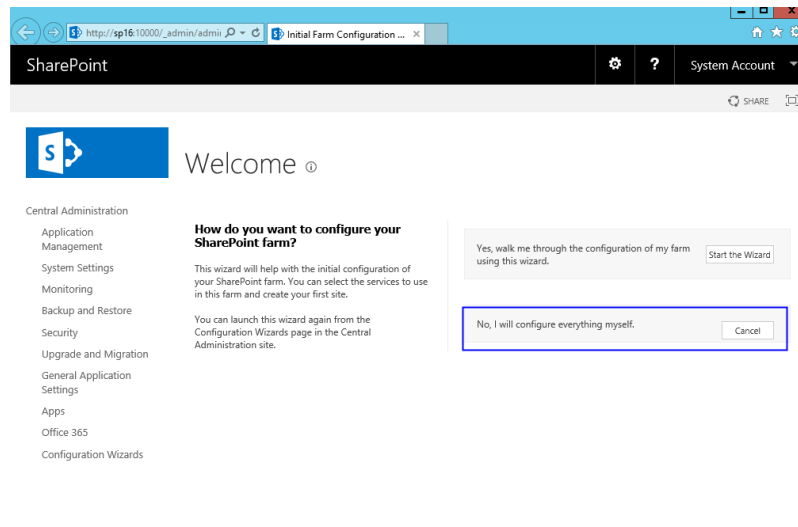 http://sp16:10000/_admin/admi
Initial Farm Configuration ...
SharePoint
?
System Account
SHARE
S
Welcome
Central Administration
Application
Management
System Settings
Monitoring
Backup and Restore
Security
Upgrade and Migration
General Application
Settings
Apps
Office 365
Configuration Wizards
How do you want to configure your
SharePoint farm?
This wizard will help with the initial configuration of
your SharePoint farm. You can select the services to use
in this farm and create your first site.
You can launch this wizard again from the
Configuration Wizards page in the Central
Administration site.
Yes, walk me through the configuration of my farm
using this wizard.
Start the Wizard
No, I will configure everything myself.
Cancel